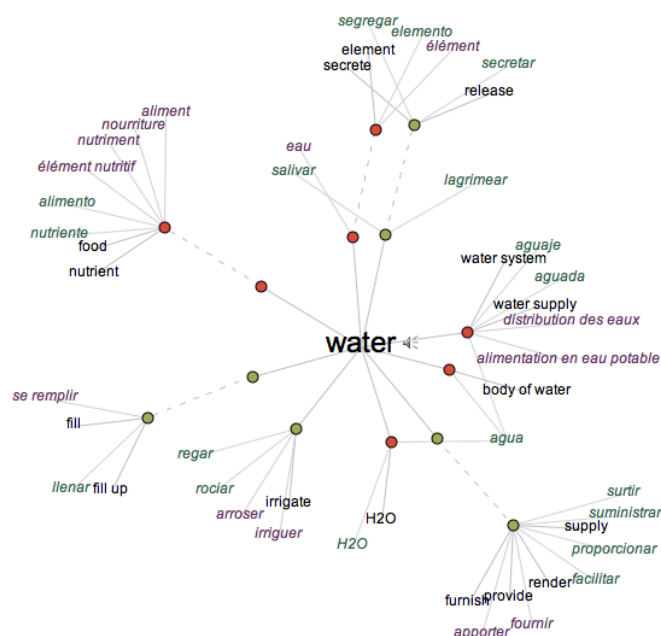 segregar
elemento
element
élément
secrete
secretar
release
aliment
nourriture
nutriment
eau
élément nutritif
salivar
lagrimear
alimento
nutriente
food
nutrient
aguaje
water system
aguada
water supply
distribution des eaux
water
alimentation en eau potable
body of water
se remplir
fill
agua
regar
llenar
fill up
rociar
irrigate
arroser
H2O
irriguer
H2O
surtir
suministrar
supply
proporcionar
render
facilitar
provide
furnish
fournir
apporter